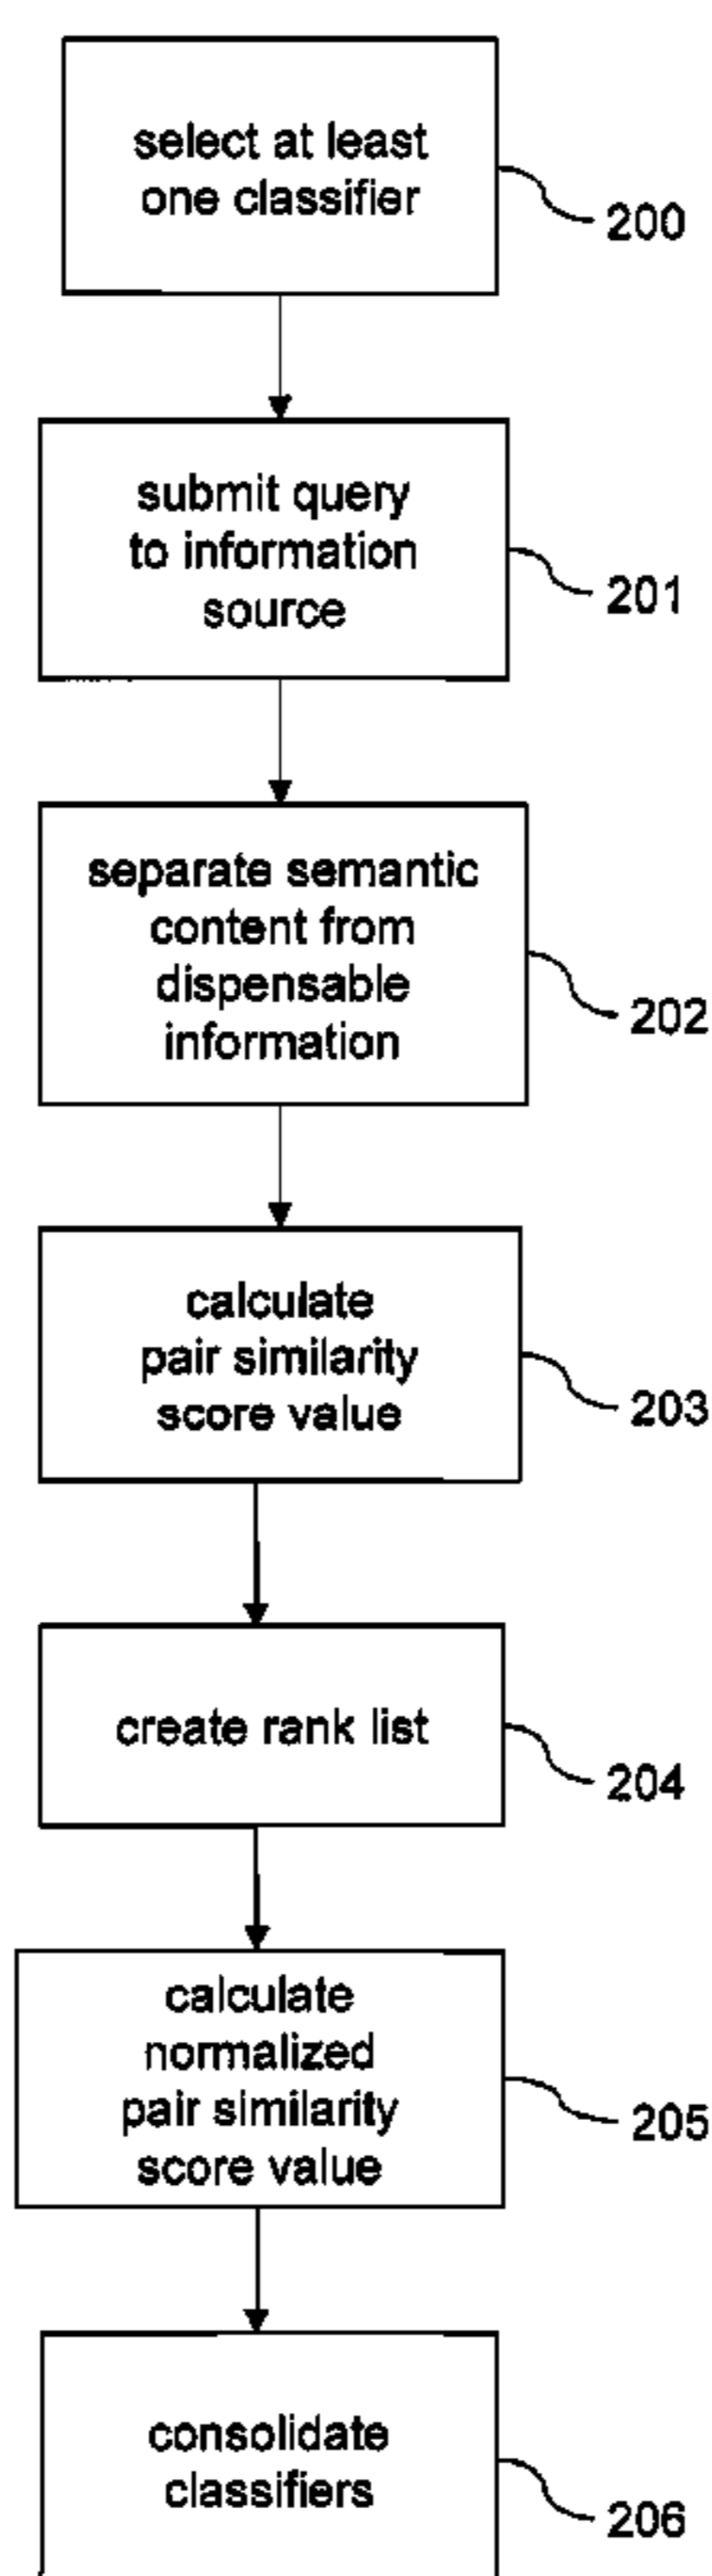 select at least
one classifier
200
submit query
to information
source
201
separate semantic
content from
dispensable
information
202
calculate
pair similarity
score value
203
create rank list
204
calculate
normalized
pair similarity
score value
205
consolidate
classifiers
206